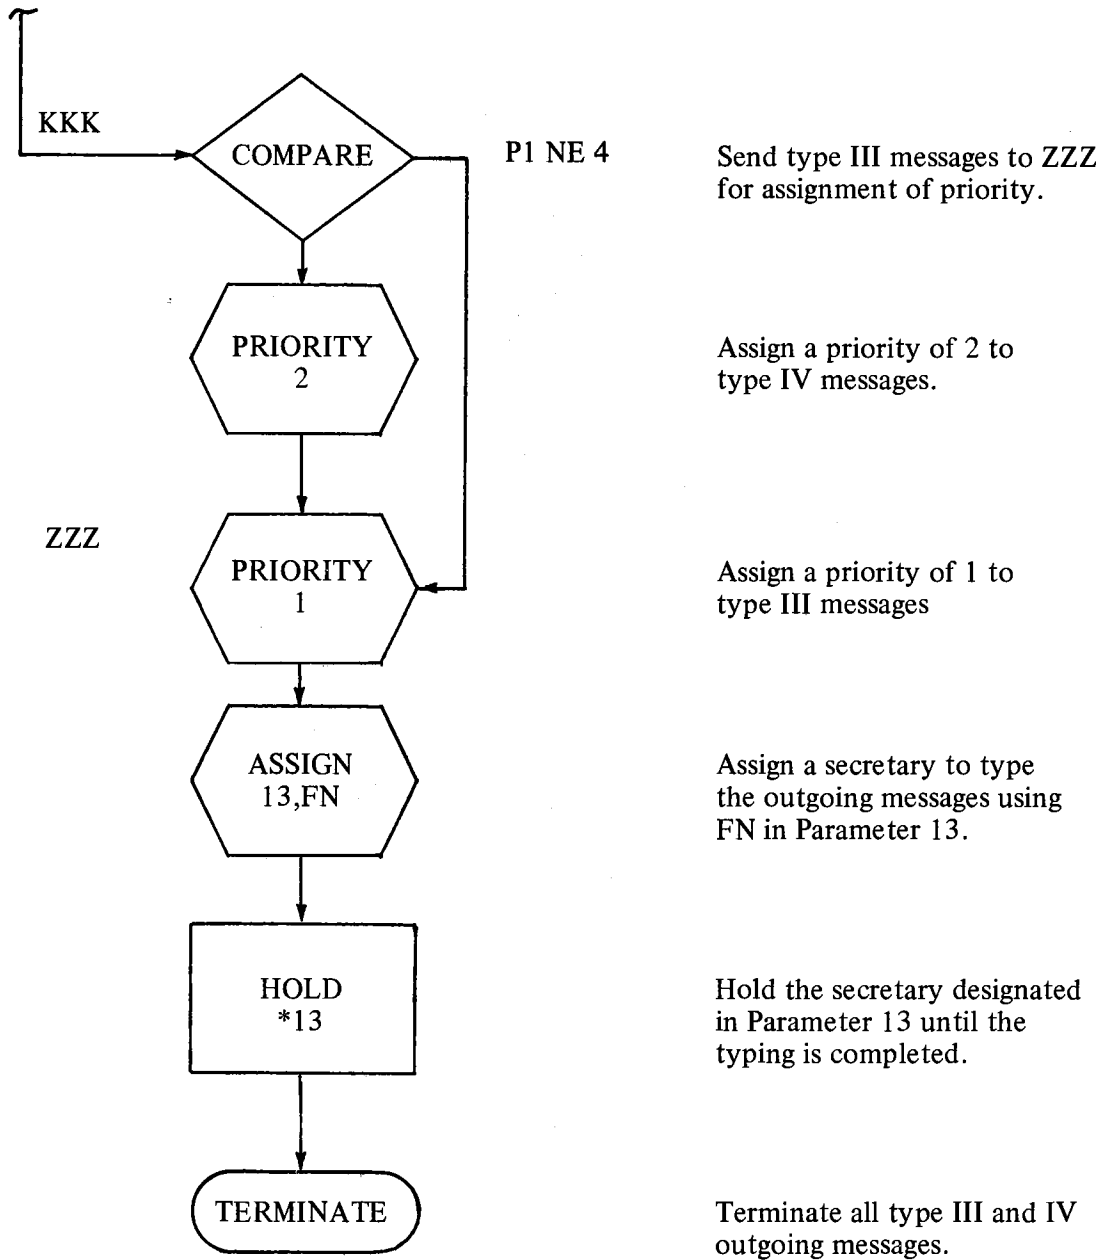 KKK
COMPARE
P1 NE 4
Send type III messages to ZZZ
for assignment of priority.
PRIORITY
2
Assign a priority of 2 to
type IV messages.
ZZZ
PRIORITY
1
Assign a priority of 1 to
type III messages
ASSIGN
13,FN
Assign a secretary to type
the outgoing messages using
FN in Parameter 13.
HOLD
*13
Hold the secretary designated
in Parameter 13 until the
typing is completed.
TERMINATE
Terminate all type III and IV
outgoing messages.